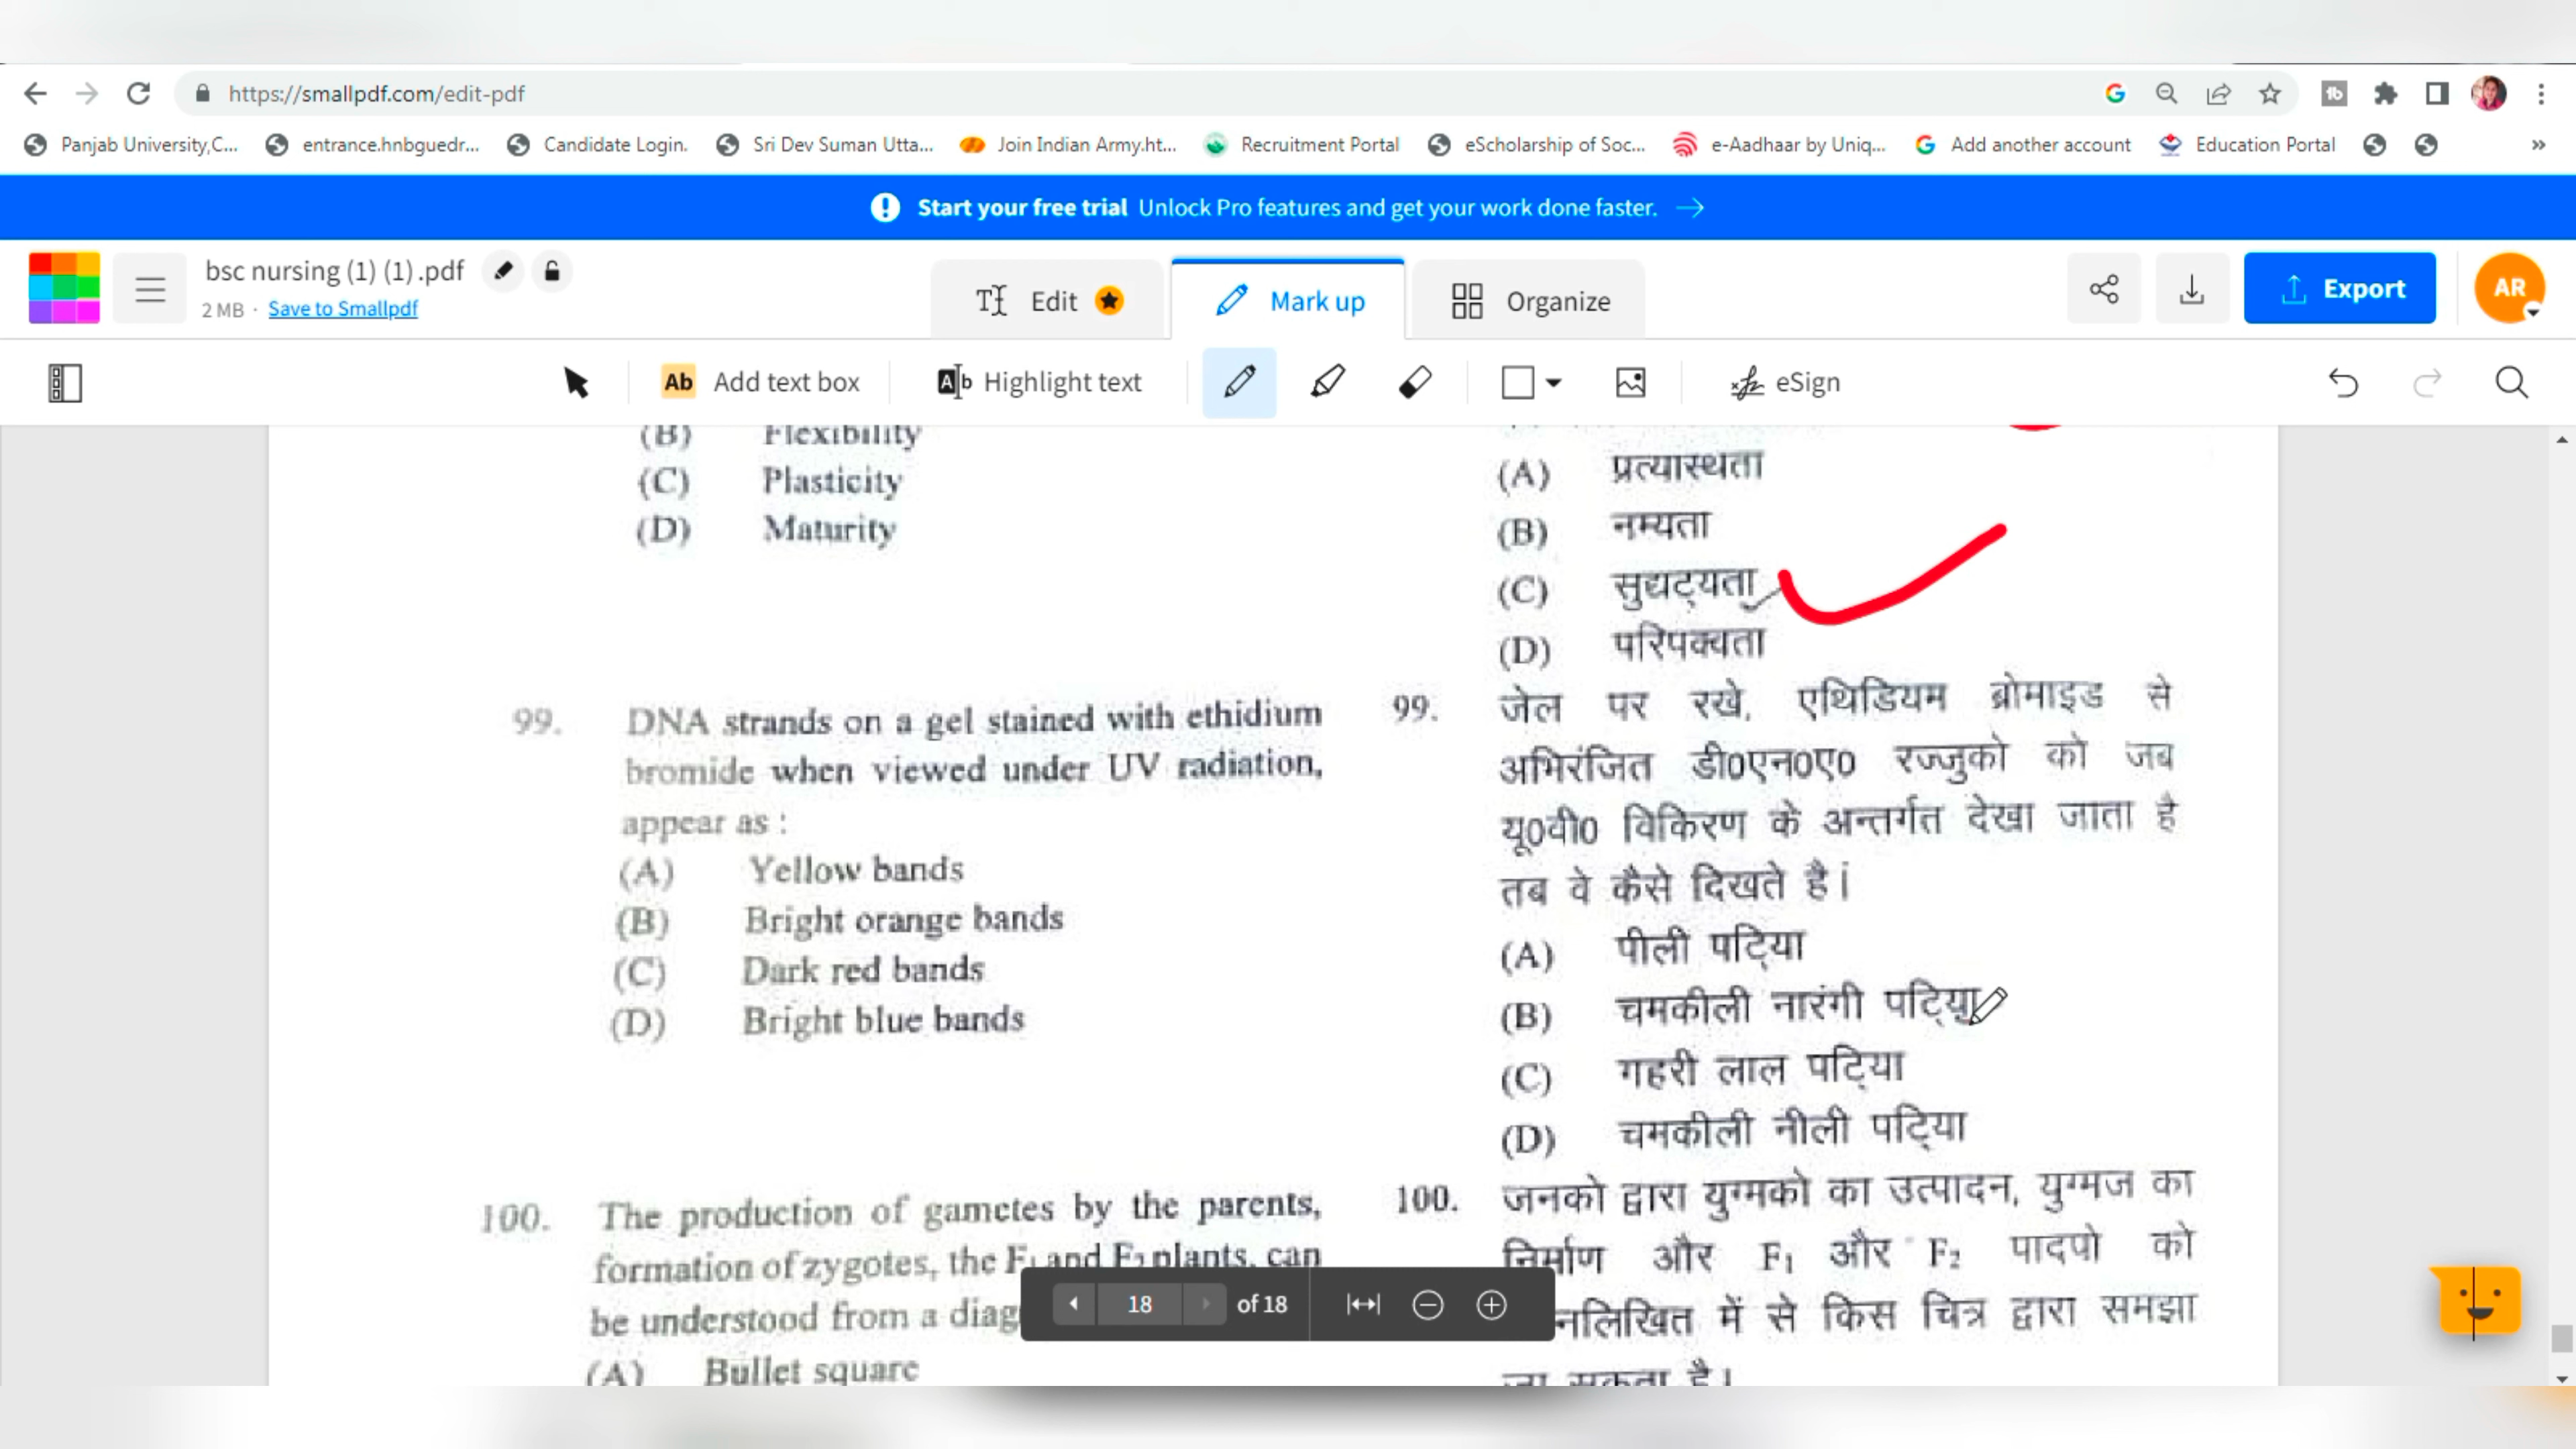 https://smallpdf.com/edit-pdf
Panjab University,C... entrance.hnbguedr... Candidate Login. Sri Dev Suman Utta... Join Indian Army.ht... Recruitment Portal eScholarship of Soc... e-Aadhaar by Uniq... Add another account Education Portal »
Start your free trial Unlock Pro features and get your work done faster. →
bsc nursing (1) (1).pdf
2 MB · Save to Smallpdf
Edit Mark up Organize Export AR
Ab Add text box Ab Highlight text eSign
(B) Flexibility
(C) Plasticity
(D) Maturity
99. DNA strands on a gel stained with ethidium
bromide when viewed under UV radiation,
appear as :
(A) Yellow bands
(B) Bright orange bands
(C) Dark red bands
(D) Bright blue bands
100. The production of gametes by the parents,
formation of zygotes, the F1 and F2 plants, can
be understood from a diag
(A) Bullet square
(A) प्रत्यास्थता
(B) नम्यता
(C) सुघट्यता
(D) परिपक्वता
99. जेल पर रखे, एथिडियम ब्रोमाइड से
अभिरंजित डी0एन0ए0 रज्जुको को जब
यू0वी0 विकिरण के अन्तर्गत देखा जाता है
तब वे कैसे दिखते है।
(A) पीली पट्िया
(B) चमकीली नारंगी पट्िया
(C) गहरी लाल पट्िया
(D) चमकीली नीली पट्िया
100. जनको द्वारा युग्मको का उत्पादन, युग्मज का
निर्माण और F1 और F2 पादपो को
नलिखित में से किस चित्र द्वारा समझा
जा सकता है।
18 of 18